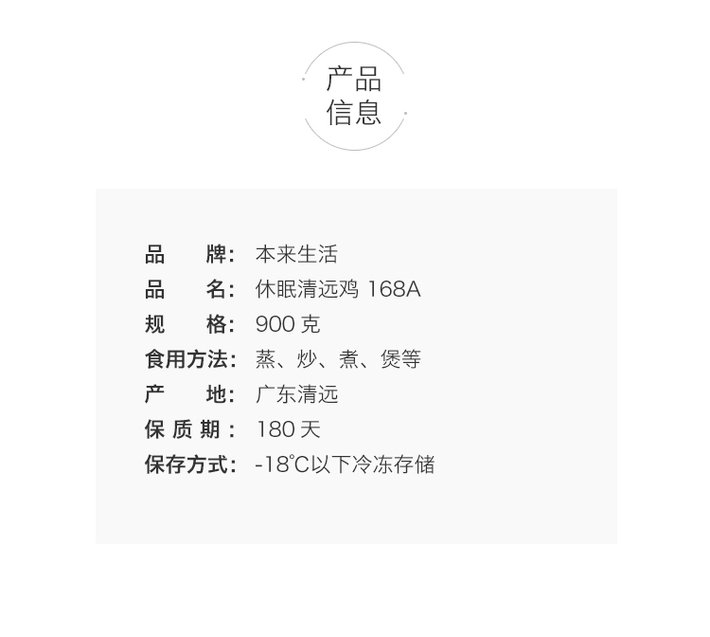 产品
信息
品 牌： 本来生活
品 名： 休眠清远鸡 168A
规 格： 900 克
食用方法： 蒸、炒、煮、煲等
产 地： 广东清远
保 质 期 ： 180 天
保存方式： -18℃以下冷冻存储